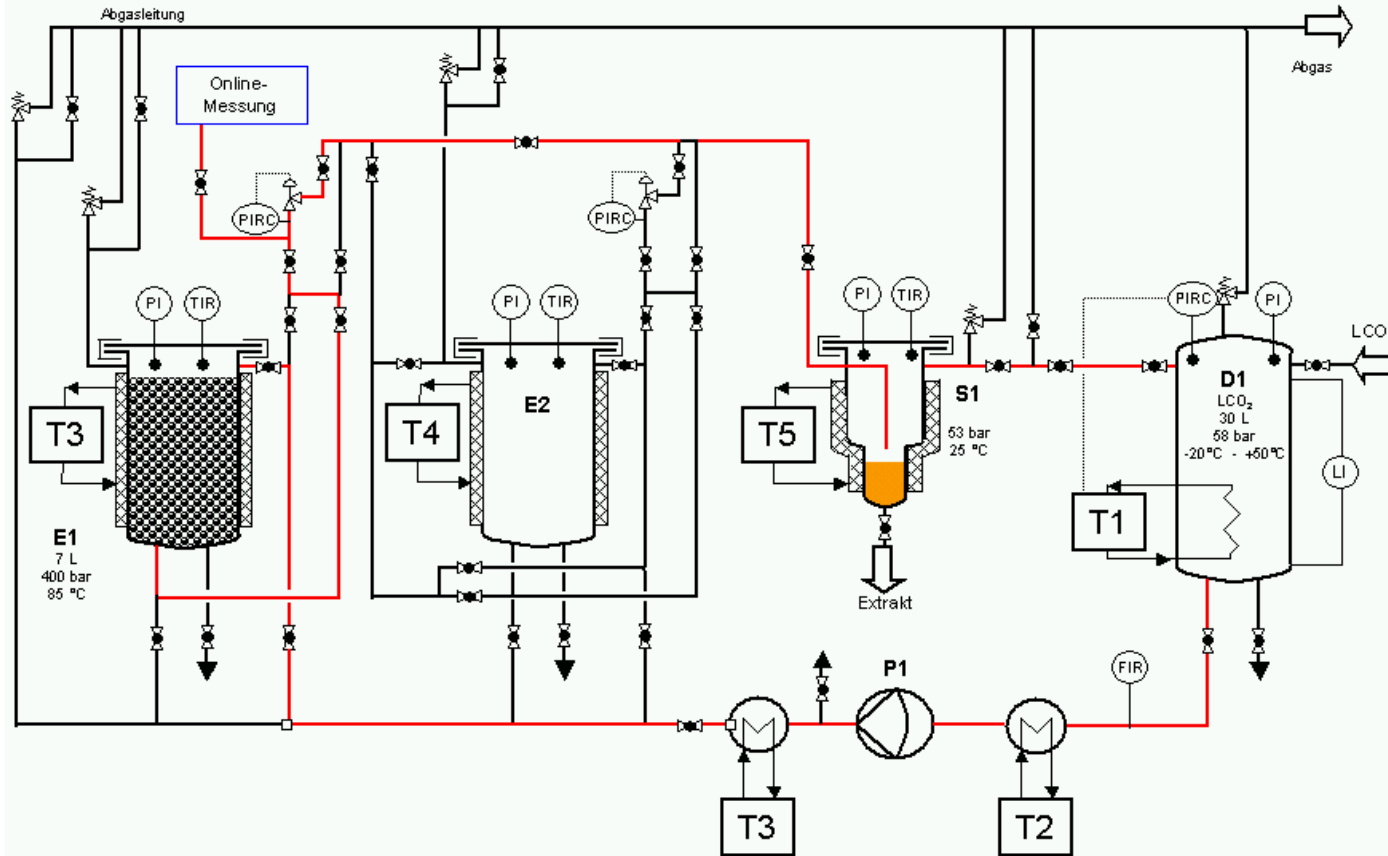 Abgasleitung
Abgas
Online-
Messung
PIRC
PIRC
PI
TIR
PI
TIR
PI
TIR
PIRC
PI
LCO
T3
T4
E2
T5
S1
53 bar
25 °C
D1
LCO₂
30 L
58 bar
-20°C - +50°C
LI
T1
E1
7 L
400 bar
85 °C
Extrakt
P1
FIR
T3
T2